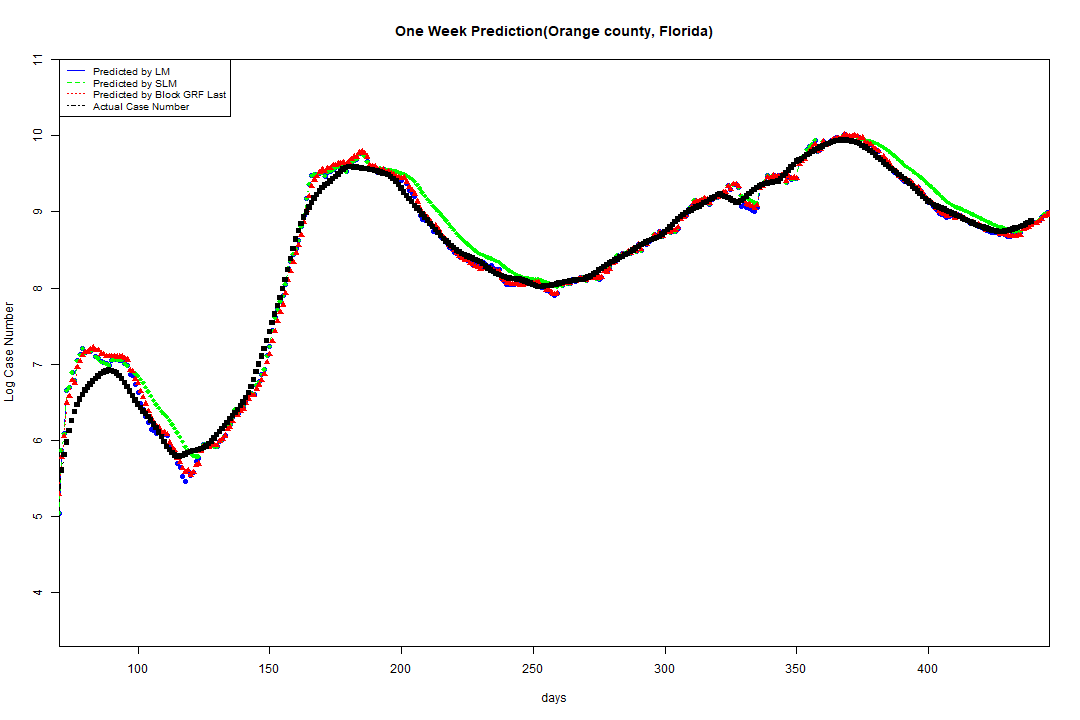 One Week Prediction(Orange county, Florida)
Predicted by LM
Predicted by SLM
Predicted by Block GRF Last
Actual Case Number
11
10
9
8
7
6
5
4
Log Case Number
100 150 200 250 300 350 400
days